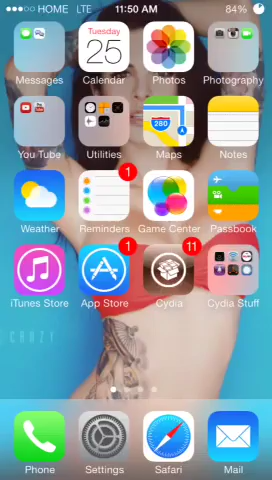 HOME LTE 11:50 AM 84%
Tuesday
25
280
Messages Calendar Photos Photography
You Tube Utilities Maps Notes
1
Weather Reminders Game Center Passbook
1 11
iTunes Store App Store Cydia Cydia Stuff
CRAZY
Phone Settings Safari Mail